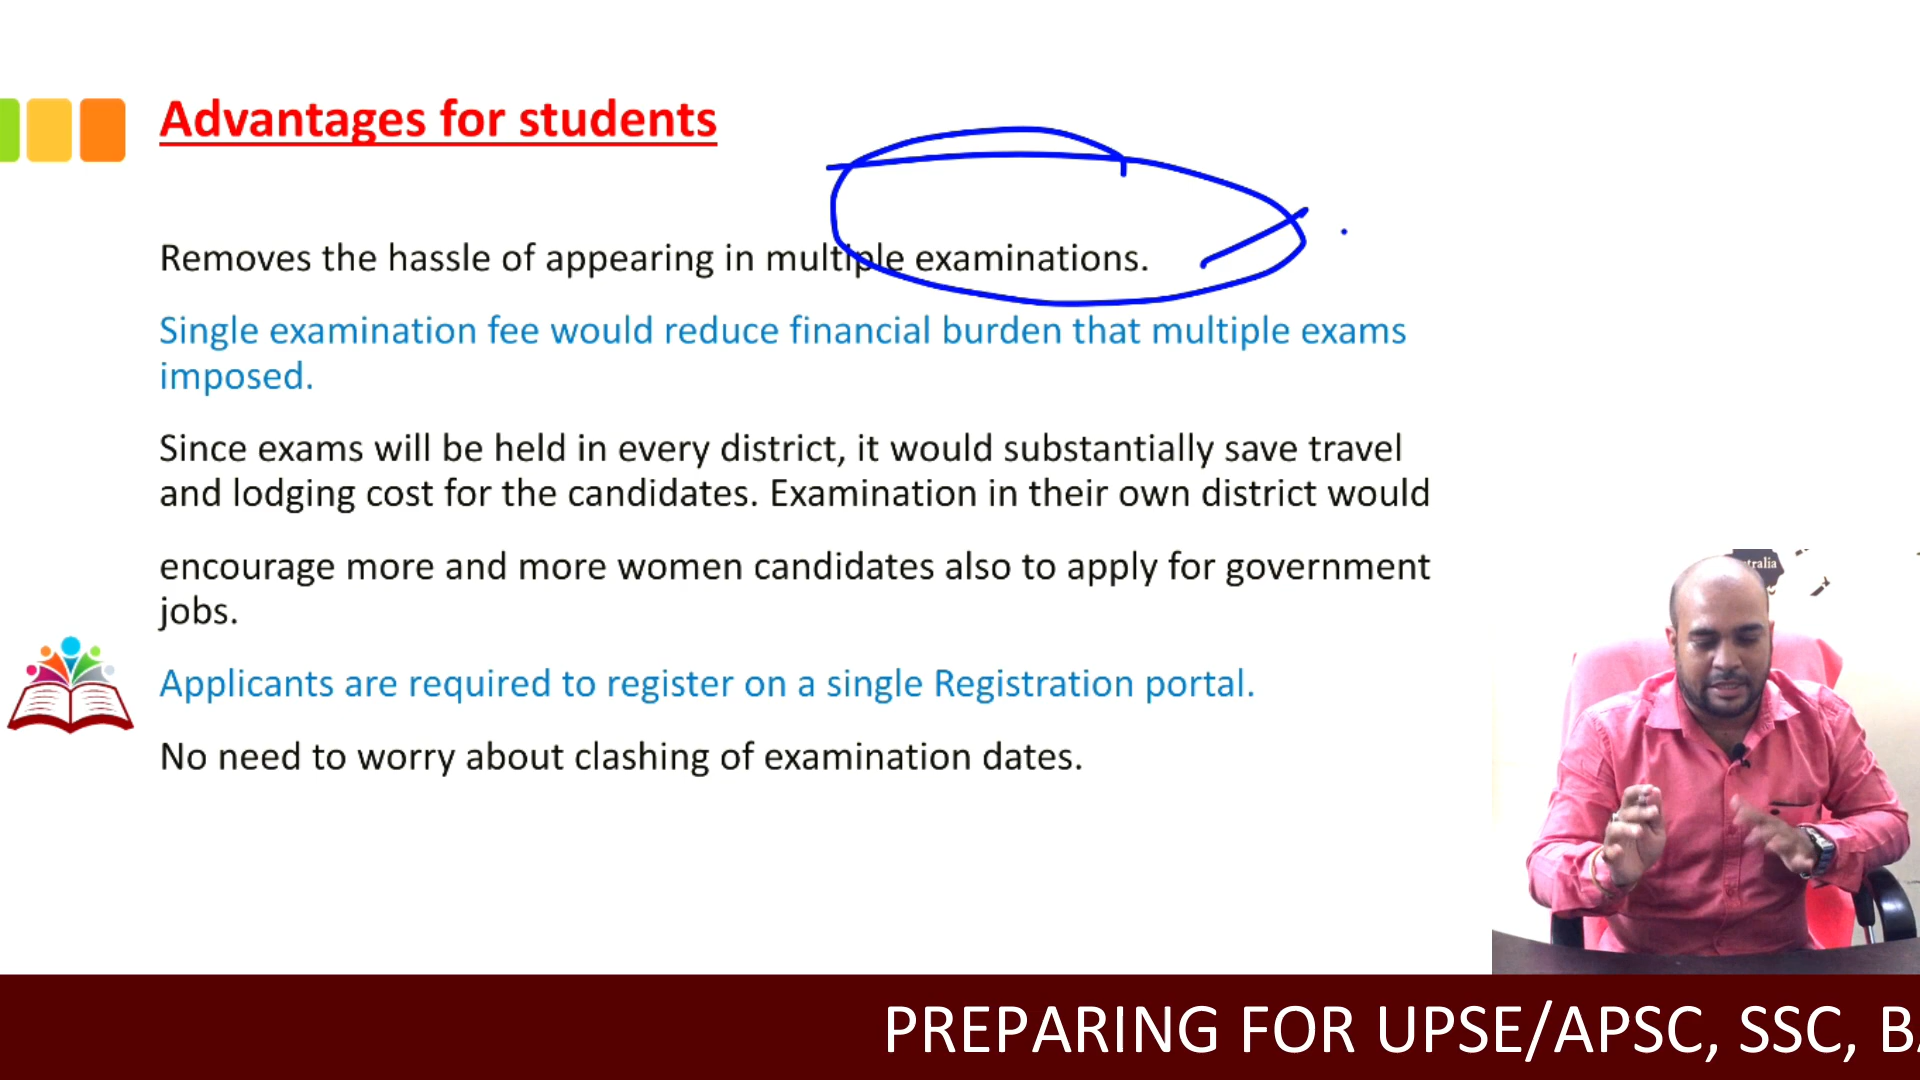 Advantages for students
Removes the hassle of appearing in multiple examinations.
Single examination fee would reduce financial burden that multiple exams
imposed.
Since exams will be held in every district, it would substantially save travel
and lodging cost for the candidates. Examination in their own district would
encourage more and more women candidates also to apply for government
jobs.
Applicants are required to register on a single Registration portal.
No need to worry about clashing of examination dates.
tralia
PREPARING FOR UPSE/APSC, SSC, B